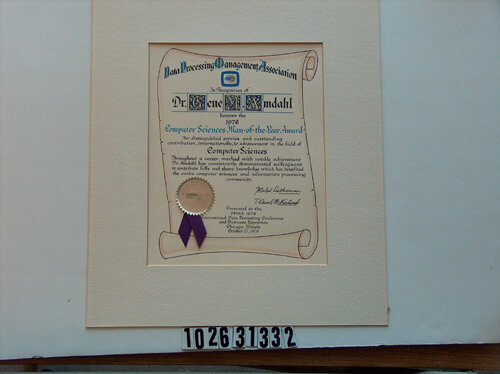 Data Processing Management Association
In Recognition of
Dr. Gene M. Amdahl
bestows the
1976
Computer Sciences Man-of-the-Year Award
for distinguished service and outstanding
contribution, internationally, to advancement in the field of
Computer Sciences
Throughout a career marked with notable achievement
Dr. Amdahl has consistently demonstrated willingness
to contribute fully and share knowledge which has benefited
the entire computer sciences and information processing
community.
Presented at the
1976
International Data Processing Conference
and Business Exposition
Chicago, Illinois
October 1976
102631332